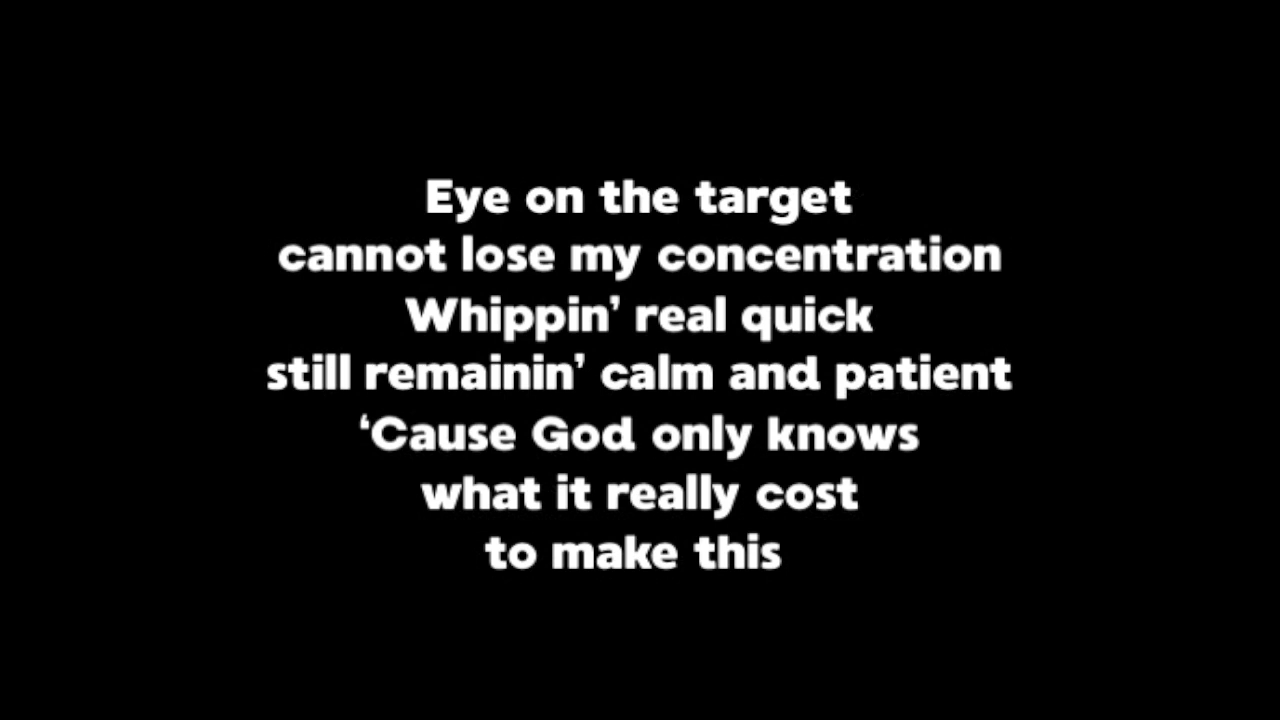 Eye on the target
cannot lose my concentration
Whippin’ real quick
still remainin’ calm and patient
‘Cause God only knows
what it really cost
to make this